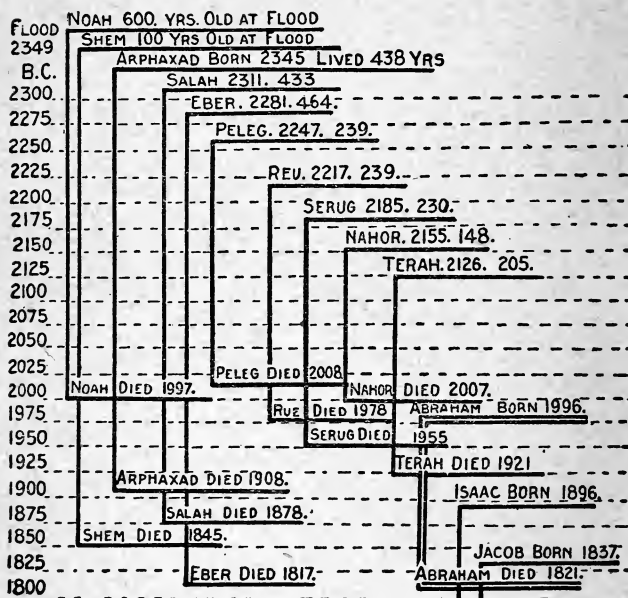 FLOOD NOAH 600. YRS. OLD AT FLOOD
2349 SHEM 100 YRS OLD AT FLOOD
B.C. ARPHAXAD BORN 2345 LIVED 438 YRS
SALAH 2311. 433
2300 EBER. 2281. 464.
2275 PELEG. 2247. 239.
2250
2225 REU. 2217. 239.
2200 SERUG 2185. 230.
2175
2150 NAHOR. 2155. 148.
2125 TERAH. 2126. 205.
2100
2075
2050
2025 PELEG DIED 2008
2000 NOAH DIED 1997. NAHOR DIED 2007.
1975 RUE DIED 1978 ABRAHAM BORN 1996.
1950 SERUG DIED 1955
1925 TERAH DIED 1921
1900 ARPHAXAD DIED 1908. ISAAC BORN 1896.
1875 SALAH DIED 1878.
1850 SHEM DIED 1845. JACOB BORN 1837.
1825
1800 EBER DIED 1817. ABRAHAM DIED 1821.